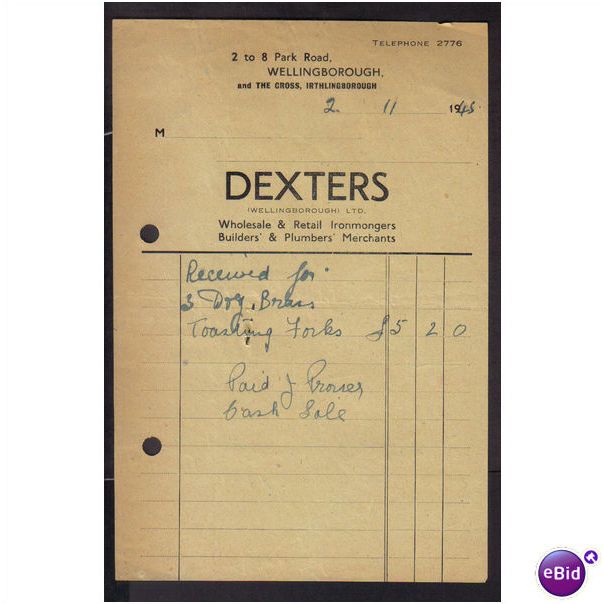 TELEPHONE 2776
2 to 8 Park Road,
WELLINGBOROUGH,
and THE CROSS, IRTHLINGBOROUGH
2 11 1945
M
DEXTERS
(WELLINGBOROUGH) LTD.
Wholesale & Retail Ironmongers
Builders' & Plumbers' Merchants
Received for
3 Doz. Brass
Toasting Forks £5 2 0
Paid
Cash Sale
eBid